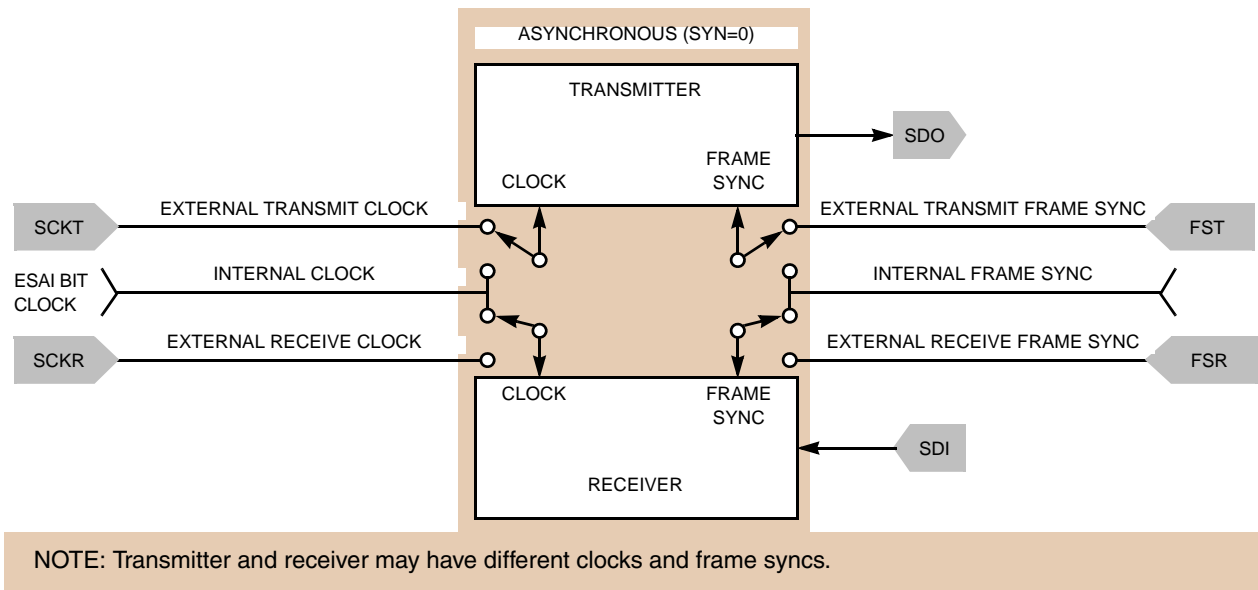 ASYNCHRONOUS (SYN=0)
TRANSMITTER
SDO
FRAME
SYNC
CLOCK
EXTERNAL TRANSMIT CLOCK
EXTERNAL TRANSMIT FRAME SYNC
SCKT
FST
INTERNAL CLOCK
INTERNAL FRAME SYNC
ESAI BIT
CLOCK
EXTERNAL RECEIVE CLOCK
EXTERNAL RECEIVE FRAME SYNC
SCKR
FSR
CLOCK
FRAME
SYNC
SDI
RECEIVER
NOTE: Transmitter and receiver may have different clocks and frame syncs.